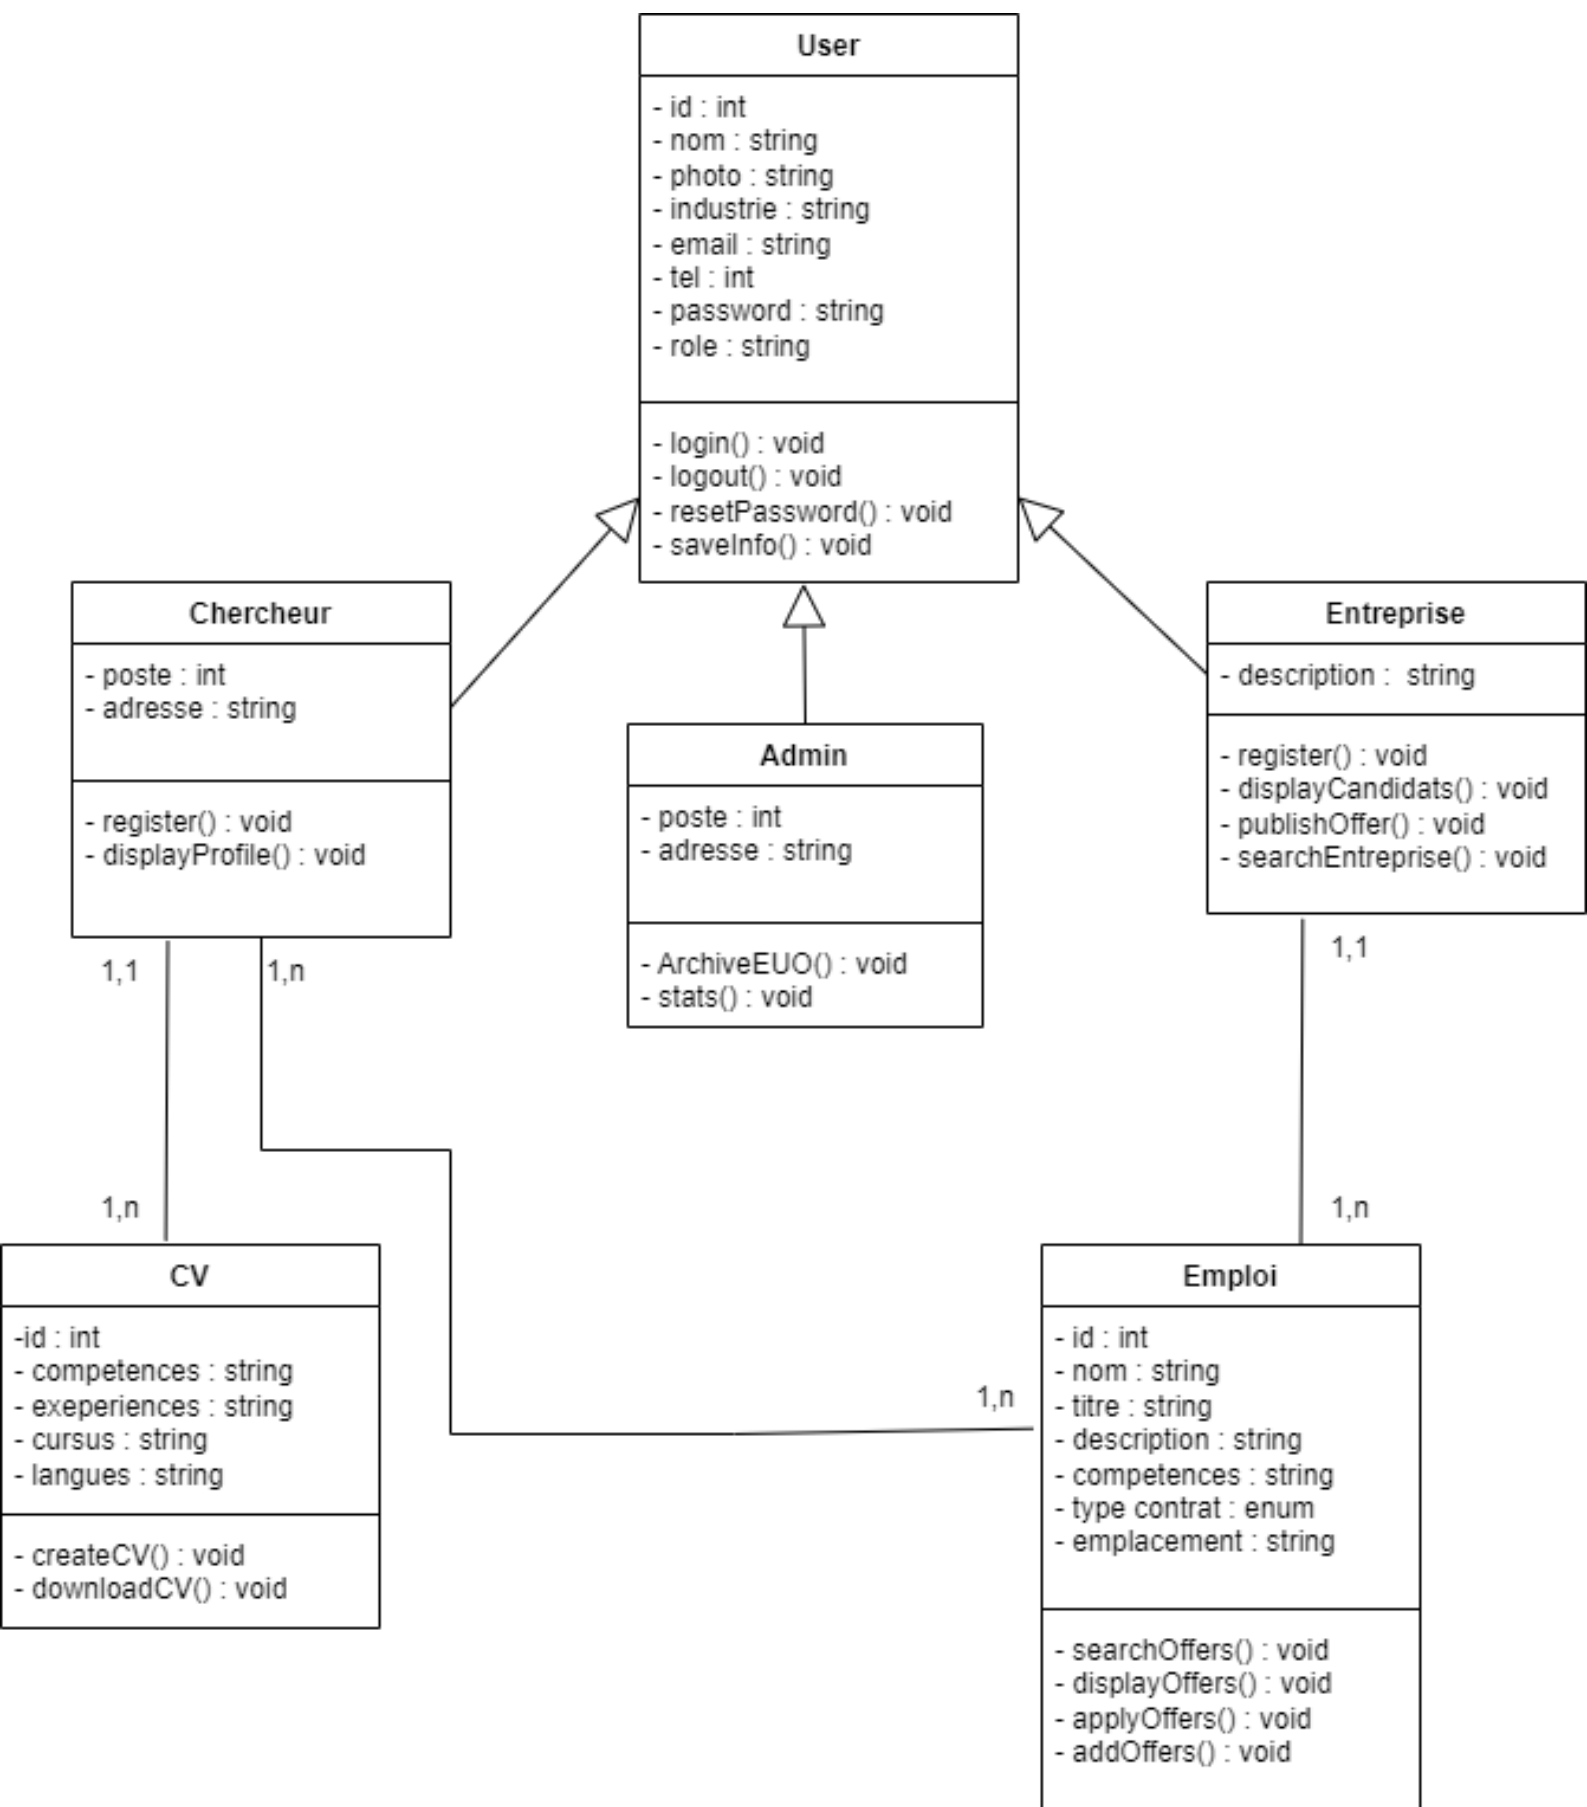 User
- id : int
- nom : string
- photo : string
- industrie : string
- email : string
- tel : int
- password : string
- role : string
- login() : void
- logout() : void
- resetPassword() : void
- saveInfo() : void
Chercheur
- poste : int
- adresse : string
- register() : void
- displayProfile() : void
Admin
- poste : int
- adresse : string
- ArchiveEUO() : void
- stats() : void
Entreprise
- description :  string
- register() : void
- displayCandidats() : void
- publishOffer() : void
- searchEntreprise() : void
1,1
1,n
1,1
1,n
1,n
1,n
CV
-id : int
- competences : string
- exeperiences : string
- cursus : string
- langues : string
- createCV() : void
- downloadCV() : void
Emploi
- id : int
- nom : string
- titre : string
- description : string
- competences : string
- type contrat : enum
- emplacement : string
- searchOffers() : void
- displayOffers() : void
- applyOffers() : void
- addOffers() : void